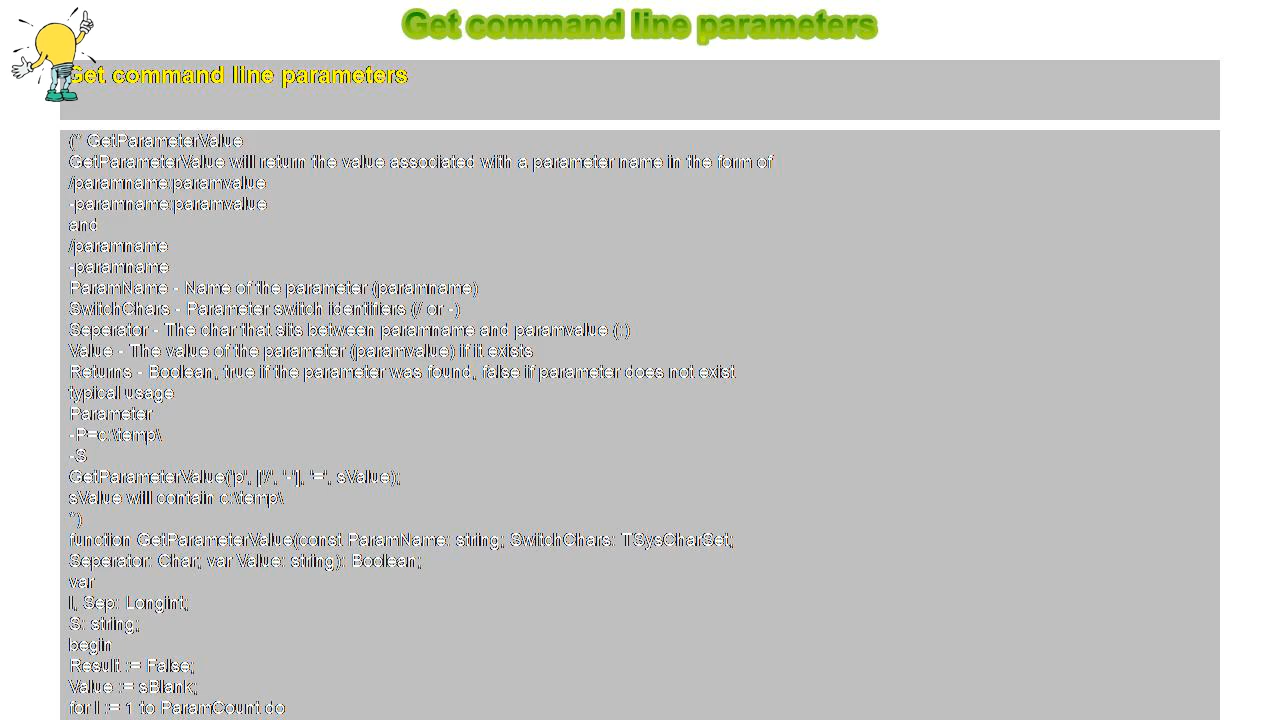 Get command line parameters
Get command line parameters
(* GetParameterValue
GetParameterValue will return the value associated with a parameter name in the form of
/paramname:paramvalue
-paramname:paramvalue
and
/paramname
-paramname
ParamName - Name of the parameter (paramname)
SwitchChars - Parameter switch identifiers (/ or -)
Seperator - The char that sits between paramname and paramvalue (:)
Value - The value of the parameter (paramvalue) if it exists
Returns - Boolean, true if the parameter was found, false if parameter does not exist
typical usage
Parameter
-P=c:\temp\
-S
GetParameterValue('p', ['/', '-'], '=', sValue);
sValue will contain c:\temp\
*)
function GetParameterValue(const ParamName: string; SwitchChars: TSysCharSet;
Seperator: Char; var Value: string): Boolean;
var
I, Sep: Longint;
S: string;
begin
Result := False;
Value := sBlank;
for I := 1 to ParamCount do